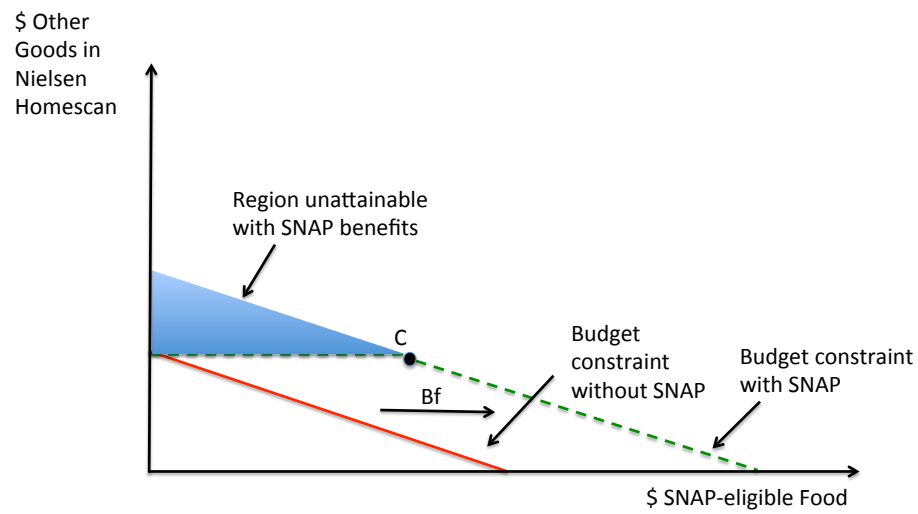 $ Other
Goods in
Nielsen
Homescan
Region unattainable
with SNAP benefits
C
Budget
constraint
without SNAP
Budget constraint
with SNAP
Bf
$ SNAP-eligible Food